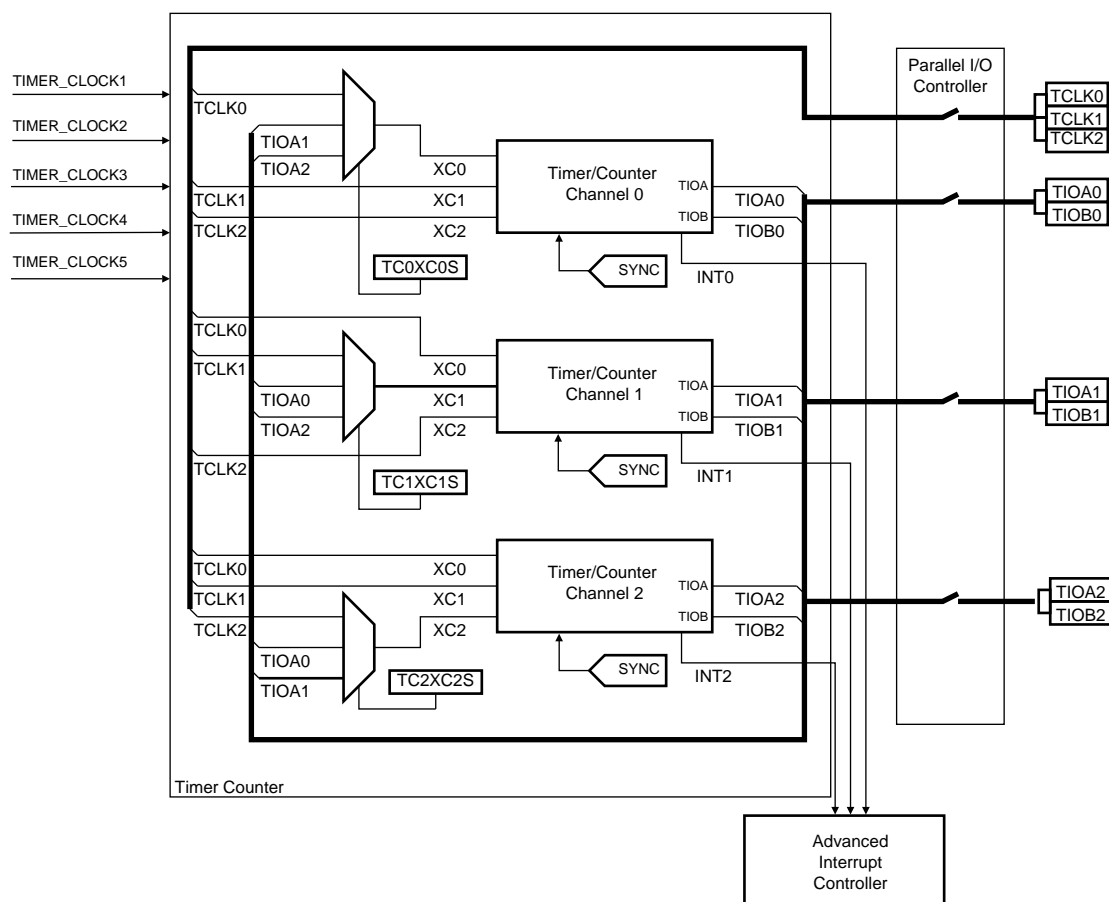 TIMER_CLOCK1
TIMER_CLOCK2
TIMER_CLOCK3
TIMER_CLOCK4
TIMER_CLOCK5
TCLK0
TIOA1
TIOA2
TCLK1
TCLK2
XC0
XC1
XC2
TC0XC0S
Timer/Counter
Channel 0
TIOA
TIOB
TIOA0
TIOB0
SYNC
INT0
TCLK0
TCLK1
TIOA0
TIOA2
TCLK2
XC0
XC1
XC2
TC1XC1S
Timer/Counter
Channel 1
TIOA
TIOB
TIOA1
TIOB1
SYNC
INT1
TCLK0
TCLK1
TCLK2
TIOA0
TIOA1
XC0
XC1
XC2
TC2XC2S
Timer/Counter
Channel 2
TIOA
TIOB
TIOA2
TIOB2
SYNC
INT2
Timer Counter
Parallel I/O
Controller
TCLK0
TCLK1
TCLK2
TIOA0
TIOB0
TIOA1
TIOB1
TIOA2
TIOB2
Advanced
Interrupt
Controller